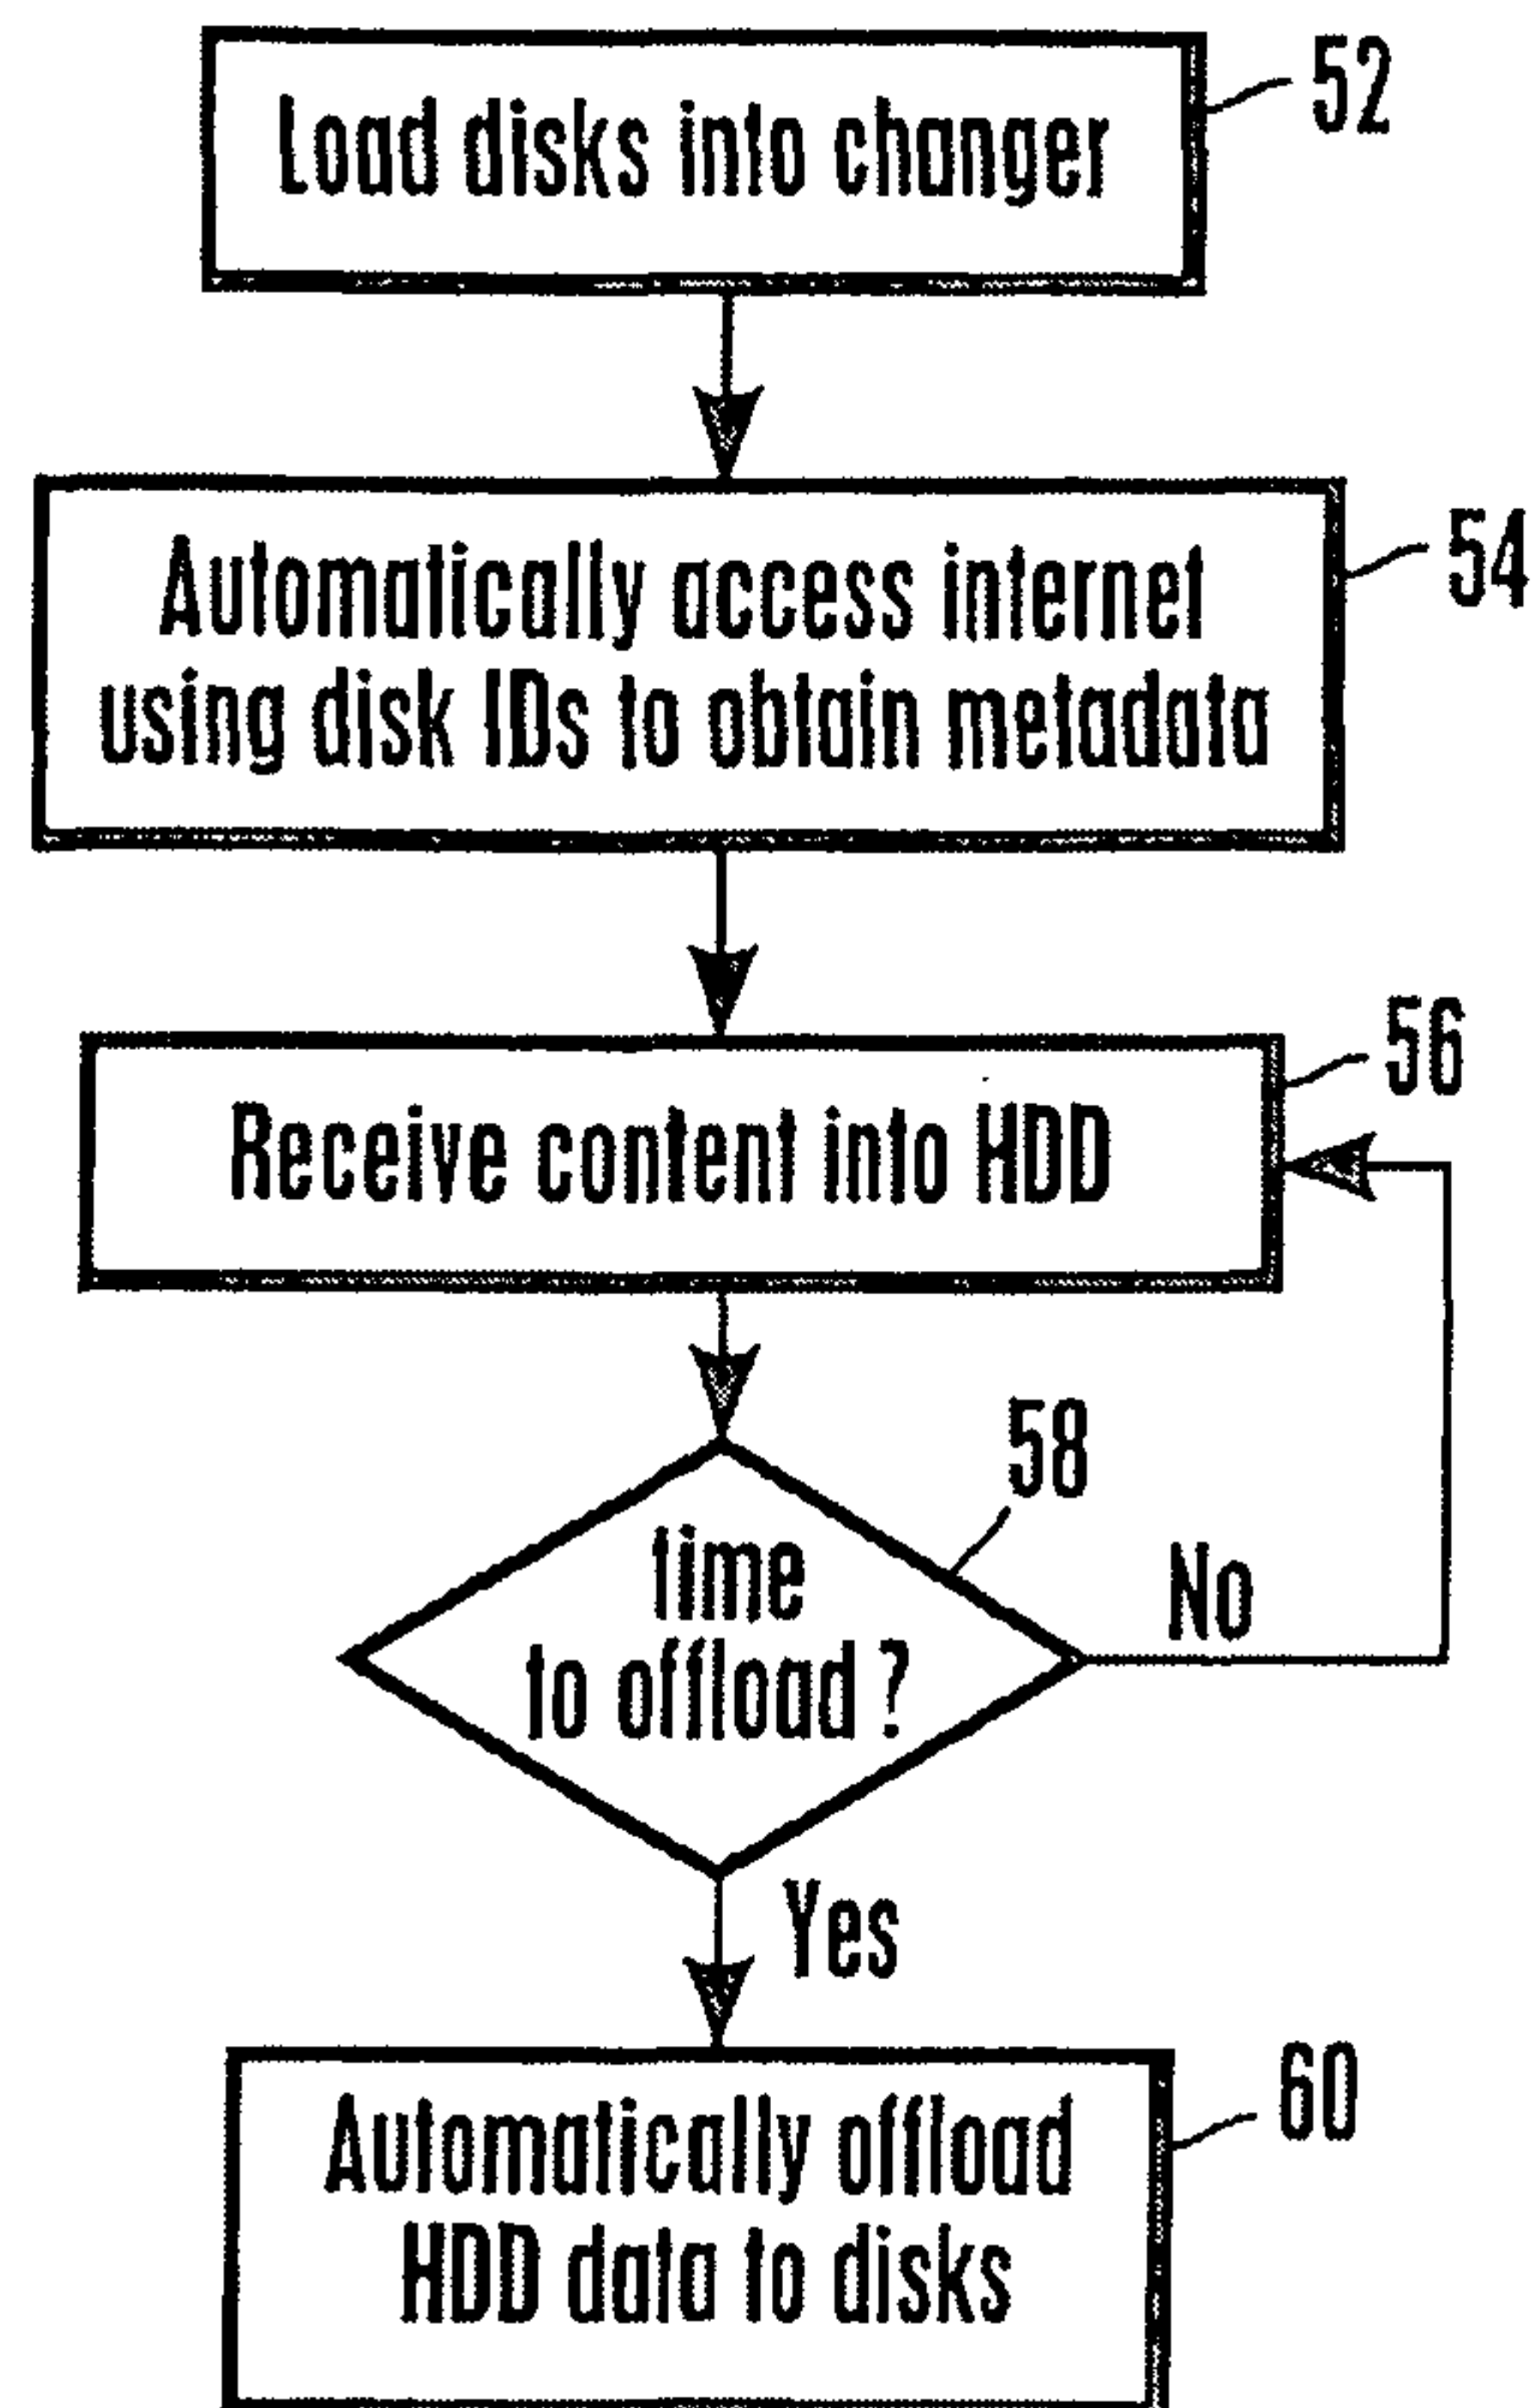 Load disks into changer
52
Automatically access internet
using disk IDs to obtain metadata
54
Receive content into HDD
56
58
Time
to offload ?
No
Yes
Automatically offload
HDD data to disks
60